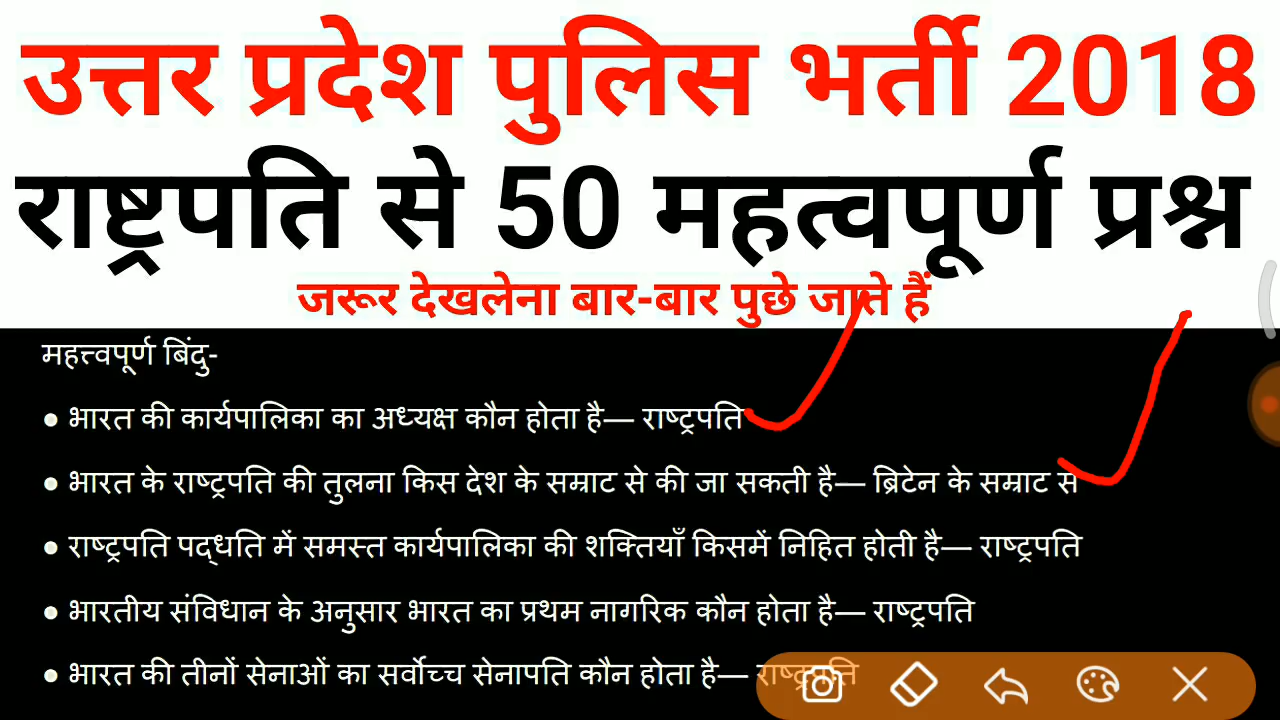 उत्तर प्रदेश पुलिस भर्ती 2018
राष्ट्रपति से 50 महत्वपूर्ण प्रश्न
जरूर देखलेना बार-बार पुछे जाते हैं
महत्त्वपूर्ण बिंदु-
● भारत की कार्यपालिका का अध्यक्ष कौन होता है— राष्ट्रपति
● भारत के राष्ट्रपति की तुलना किस देश के सम्राट से की जा सकती है— ब्रिटेन के सम्राट से
● राष्ट्रपति पद्धति में समस्त कार्यपालिका की शक्तियाँ किसमें निहित होती है— राष्ट्रपति
● भारतीय संविधान के अनुसार भारत का प्रथम नागरिक कौन होता है— राष्ट्रपति
● भारत की तीनों सेनाओं का सर्वोच्च सेनापति कौन होता है— राष्ट्रपति